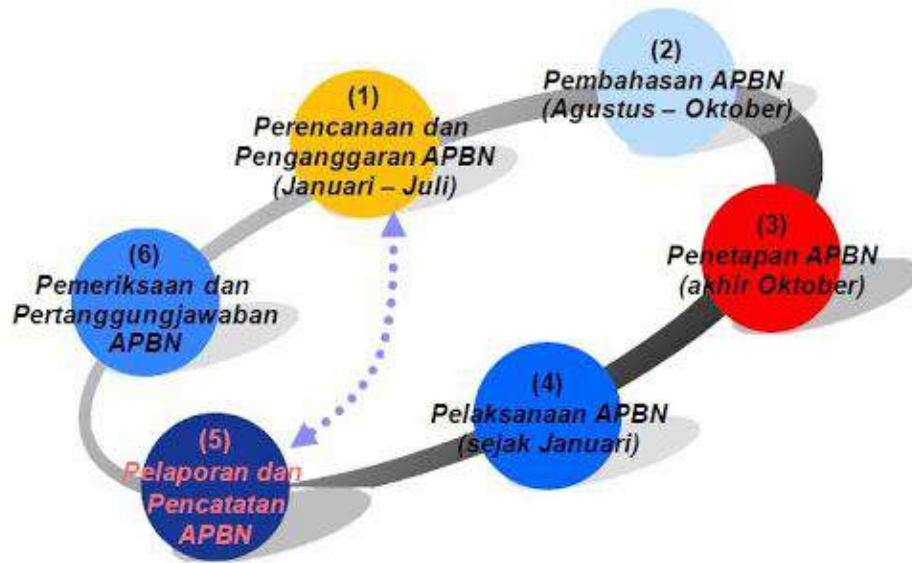 (1)
Perencanaan dan
Penganggaran APBN
(Januari – Juli)
(2)
Pembahasan APBN
(Agustus – Oktober)
(3)
Penetapan APBN
(akhir Oktober)
(4)
Pelaksanaan APBN
(sejak Januari)
(5)
Pelaporan dan
Pencatatan
APBN
(6)
Pemeriksaan dan
Pertanggungjawaban
APBN